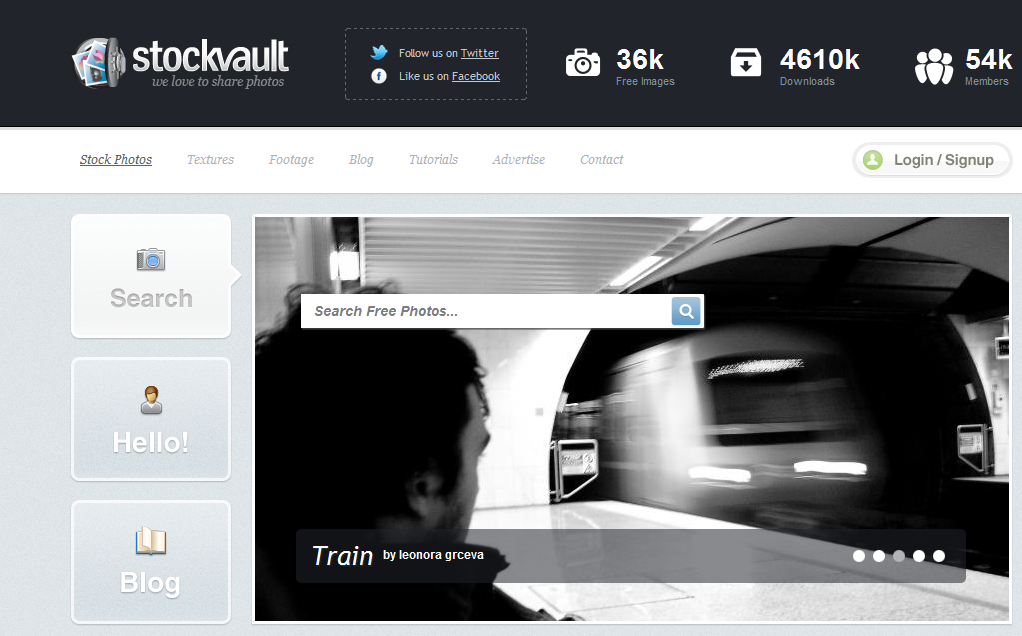 stockvault
we love to share photos
Follow us on Twitter
Like us on Facebook
36k
Free Images
4610k
Downloads
54k
Members
Stock Photos
Textures
Footage
Blog
Tutorials
Advertise
Contact
Login / Signup
Search
Hello!
Blog
Search Free Photos...
Train by leonora grceva